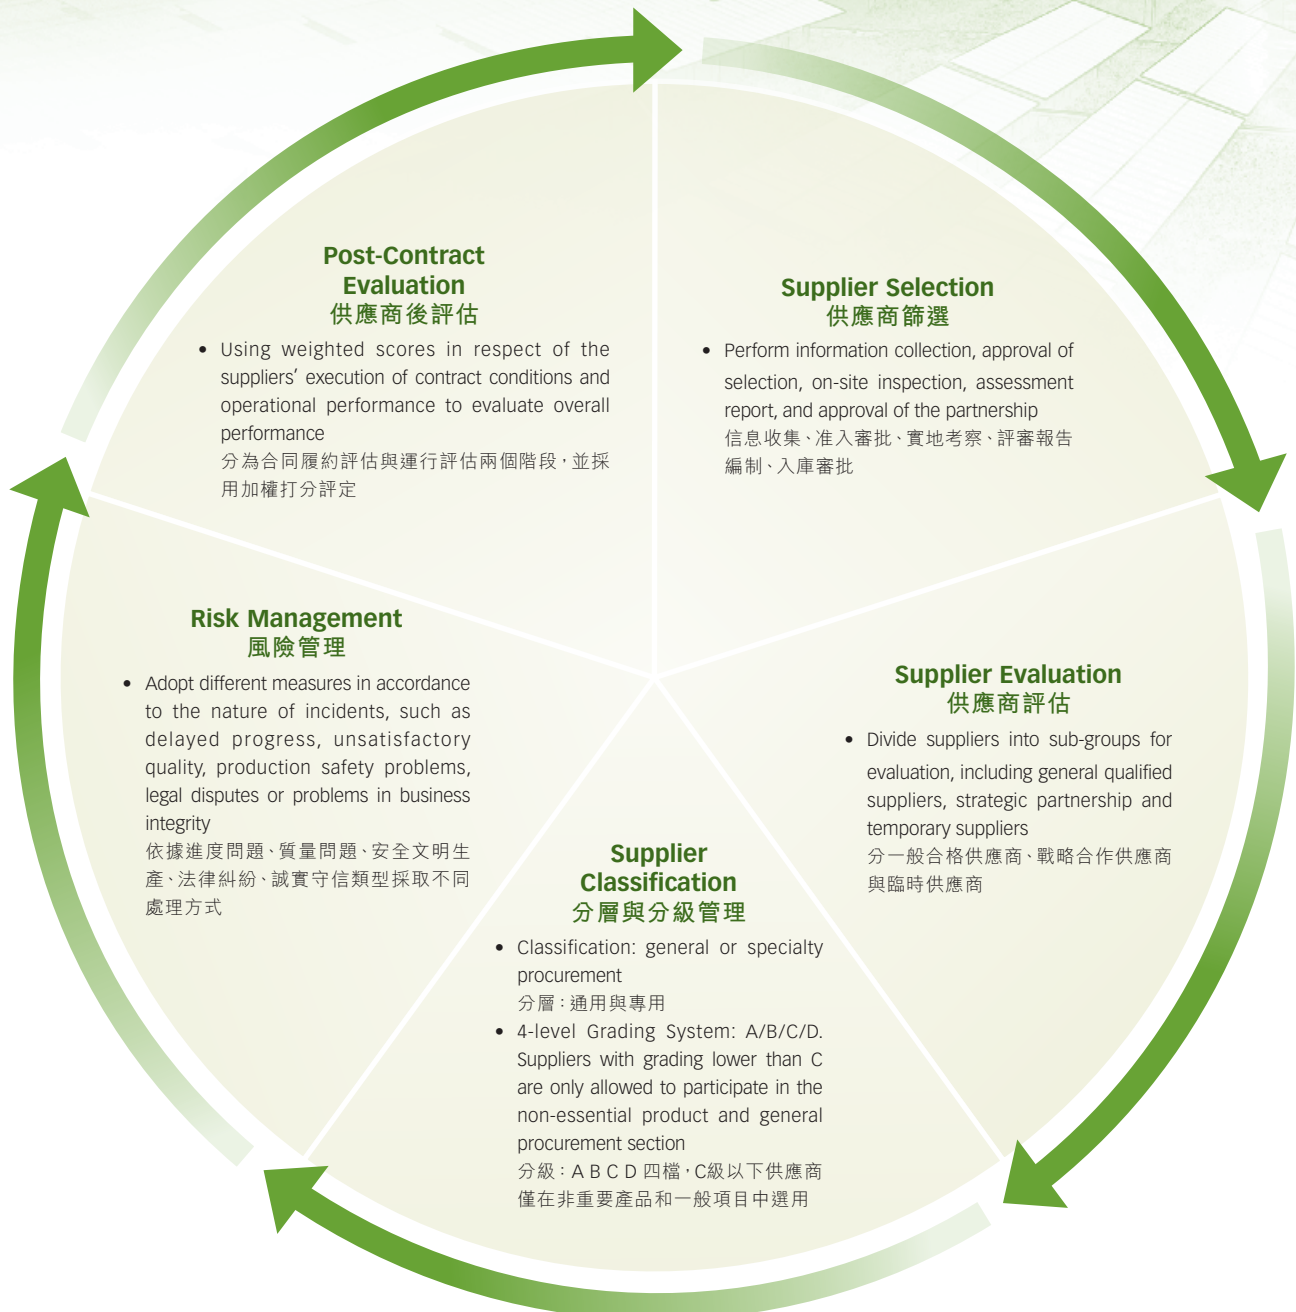 Post-Contract
Evaluation
供應商後評估
• Using weighted scores in respect of the
suppliers’ execution of contract conditions and
operational performance to evaluate overall
performance
分為合同履約評估與運行評估兩個階段，並採
用加權打分評定
Supplier Selection
供應商篩選
• Perform information collection, approval of
selection, on-site inspection, assessment
report, and approval of the partnership
信息收集、准入審批、實地考察、評審報告
編制、入庫審批
Supplier Evaluation
供應商評估
• Divide suppliers into sub-groups for
evaluation, including general qualified
suppliers, strategic partnership and
temporary suppliers
分一般合格供應商、戰略合作供應商
與臨時供應商
Supplier
Classification
分層與分級管理
• Classification: general or specialty
procurement
分層：通用與專用
• 4-level Grading System: A/B/C/D.
Suppliers with grading lower than C
are only allowed to participate in the
non-essential product and general
procurement section
分級：A B C D 四檔，C級以下供應商
僅在非重要產品和一般項目中選用
Risk Management
風險管理
• Adopt different measures in accordance
to the nature of incidents, such as
delayed progress, unsatisfactory
quality, production safety problems,
legal disputes or problems in business
integrity
依據進度問題、質量問題、安全文明生
產、法律糾紛、誠實守信類型採取不同
處理方式